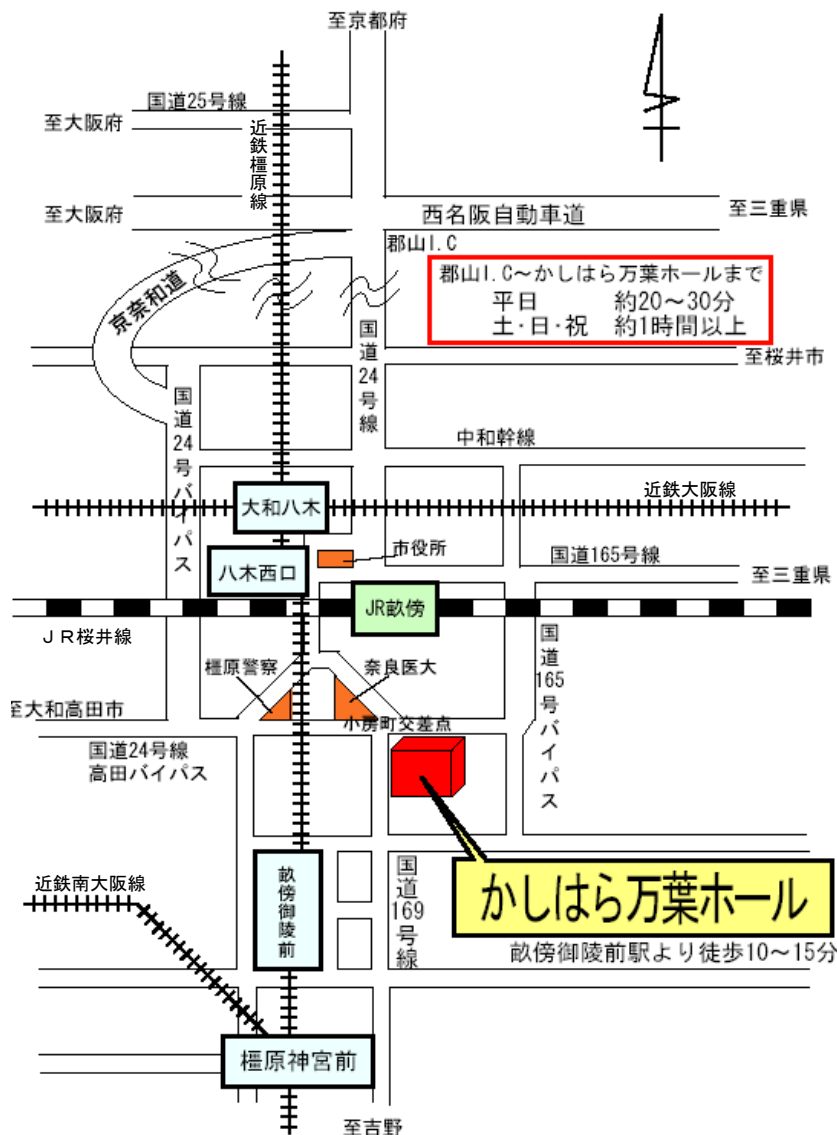 至京都府
国道25号線
至大阪府
近鉄橿原線
至大阪府
西名阪自動車道
至三重県
郡山I.C
京奈和道
郡山I.C～かしはら万葉ホールまで
平日 約20～30分
土・日・祝 約1時間以上
国道24号線
至桜井市
国道24号バイパス
中和幹線
近鉄大阪線
大和八木
市役所
国道165号線
八木西口
至三重県
JR畝傍
ＪＲ桜井線
国道165号バイパス
橿原警察
奈良医大
至大和高田市
小房町交差点
国道24号線
高田バイパス
畝傍御陵前
国道169号線
近鉄南大阪線
かしはら万葉ホール
畝傍御陵前駅より徒歩10～15分
橿原神宮前
至吉野